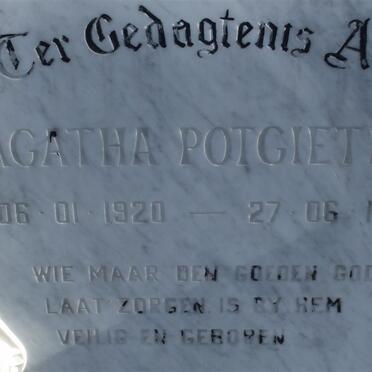 Ter Gedagtenis A
AGATHA POTGIET
06·01·1920 — 27·06
WIE MAAR DEN GOEDEN GOD
LAAT ZORGEN IS BY HEM
VEILIG EN GEBOREN